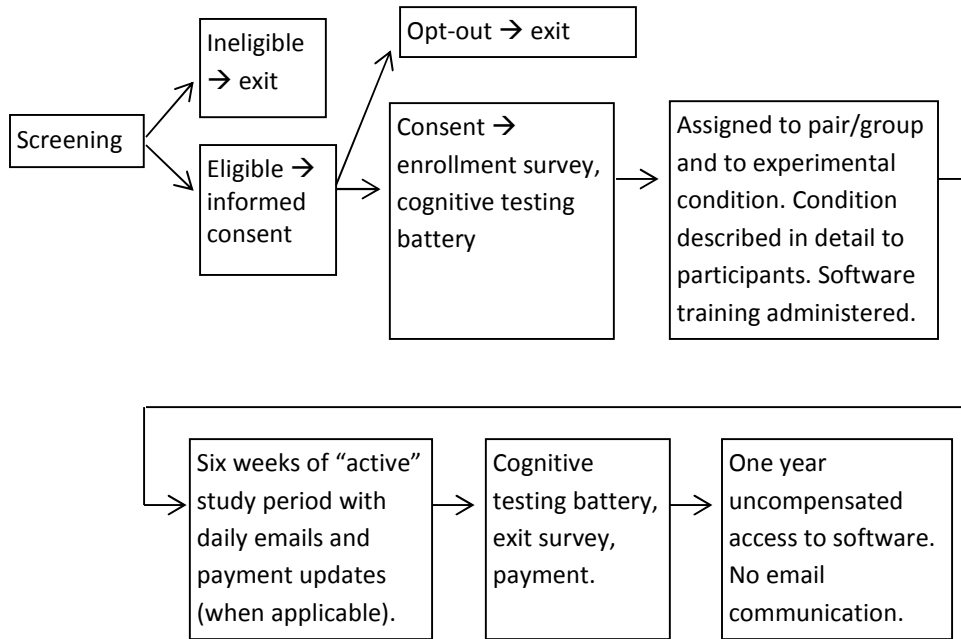 Screening
Ineligible
→ exit
Eligible →
informed
consent
Opt-out → exit
Consent →
enrollment survey,
cognitive testing
battery
Assigned to pair/group
and to experimental
condition. Condition
described in detail to
participants. Software
training administered.
Six weeks of “active”
study period with
daily emails and
payment updates
(when applicable).
Cognitive
testing battery,
exit survey,
payment.
One year
uncompensated
access to software.
No email
communication.